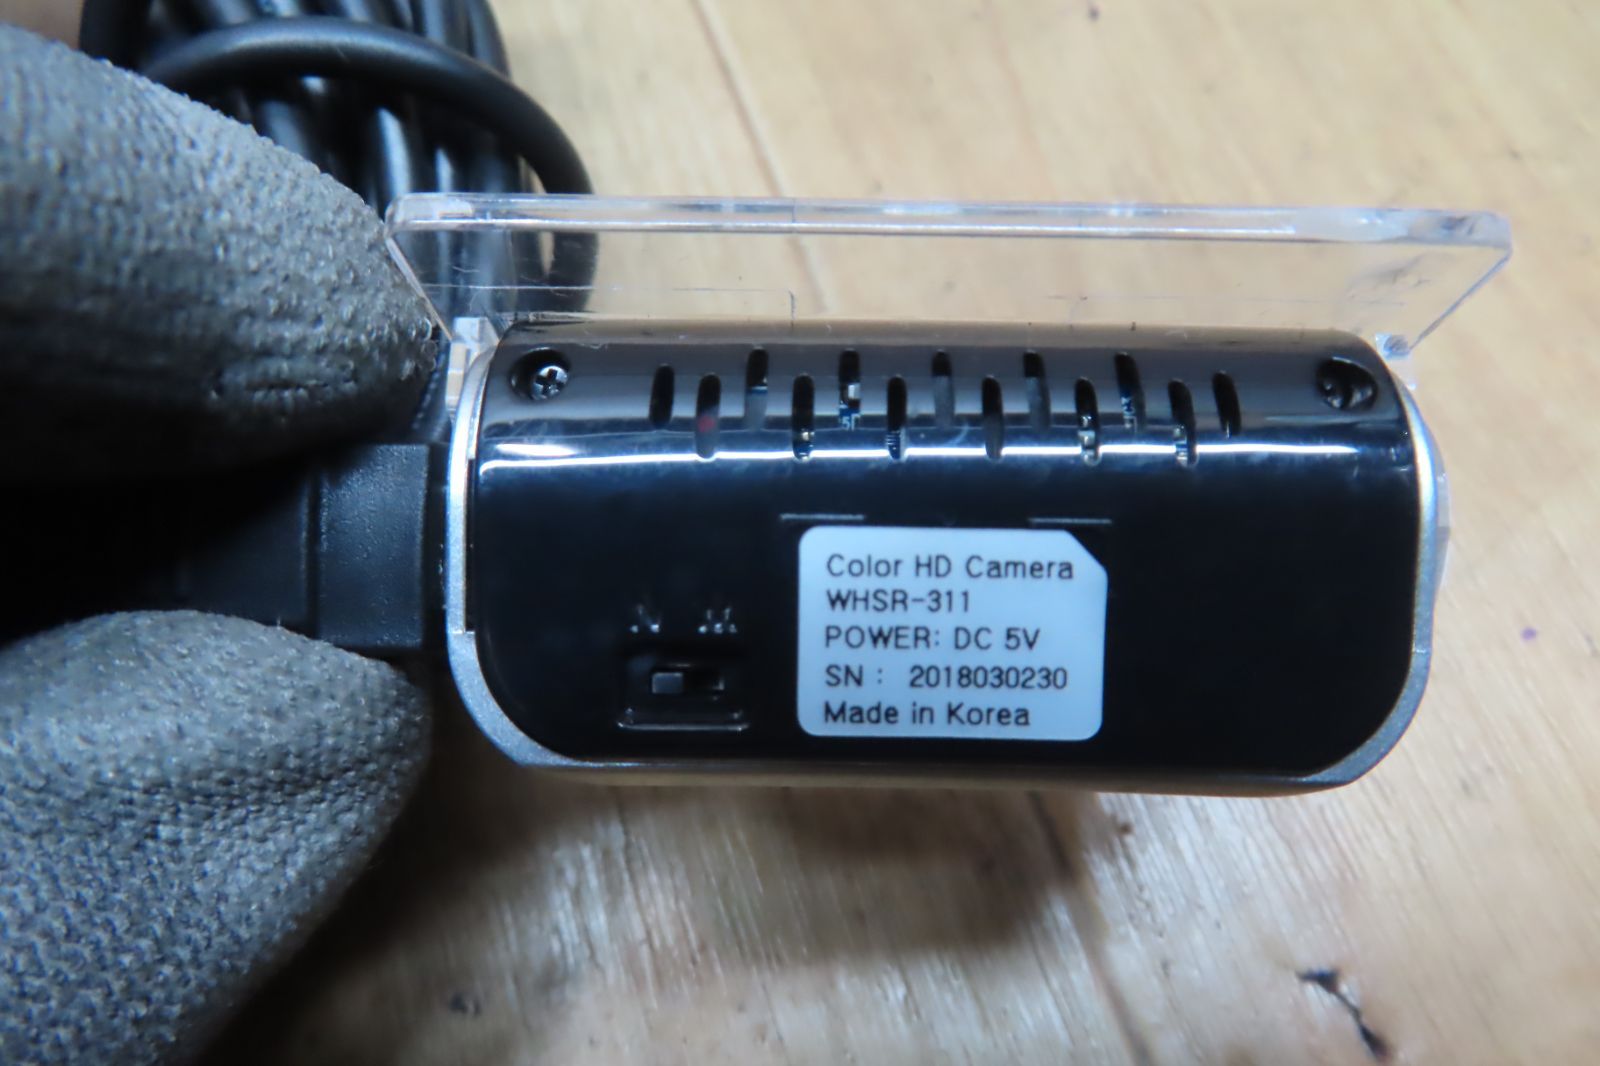 Color HD Camera
WHSR-311
POWER: DC 5V
SN : 2018030230
Made in Korea